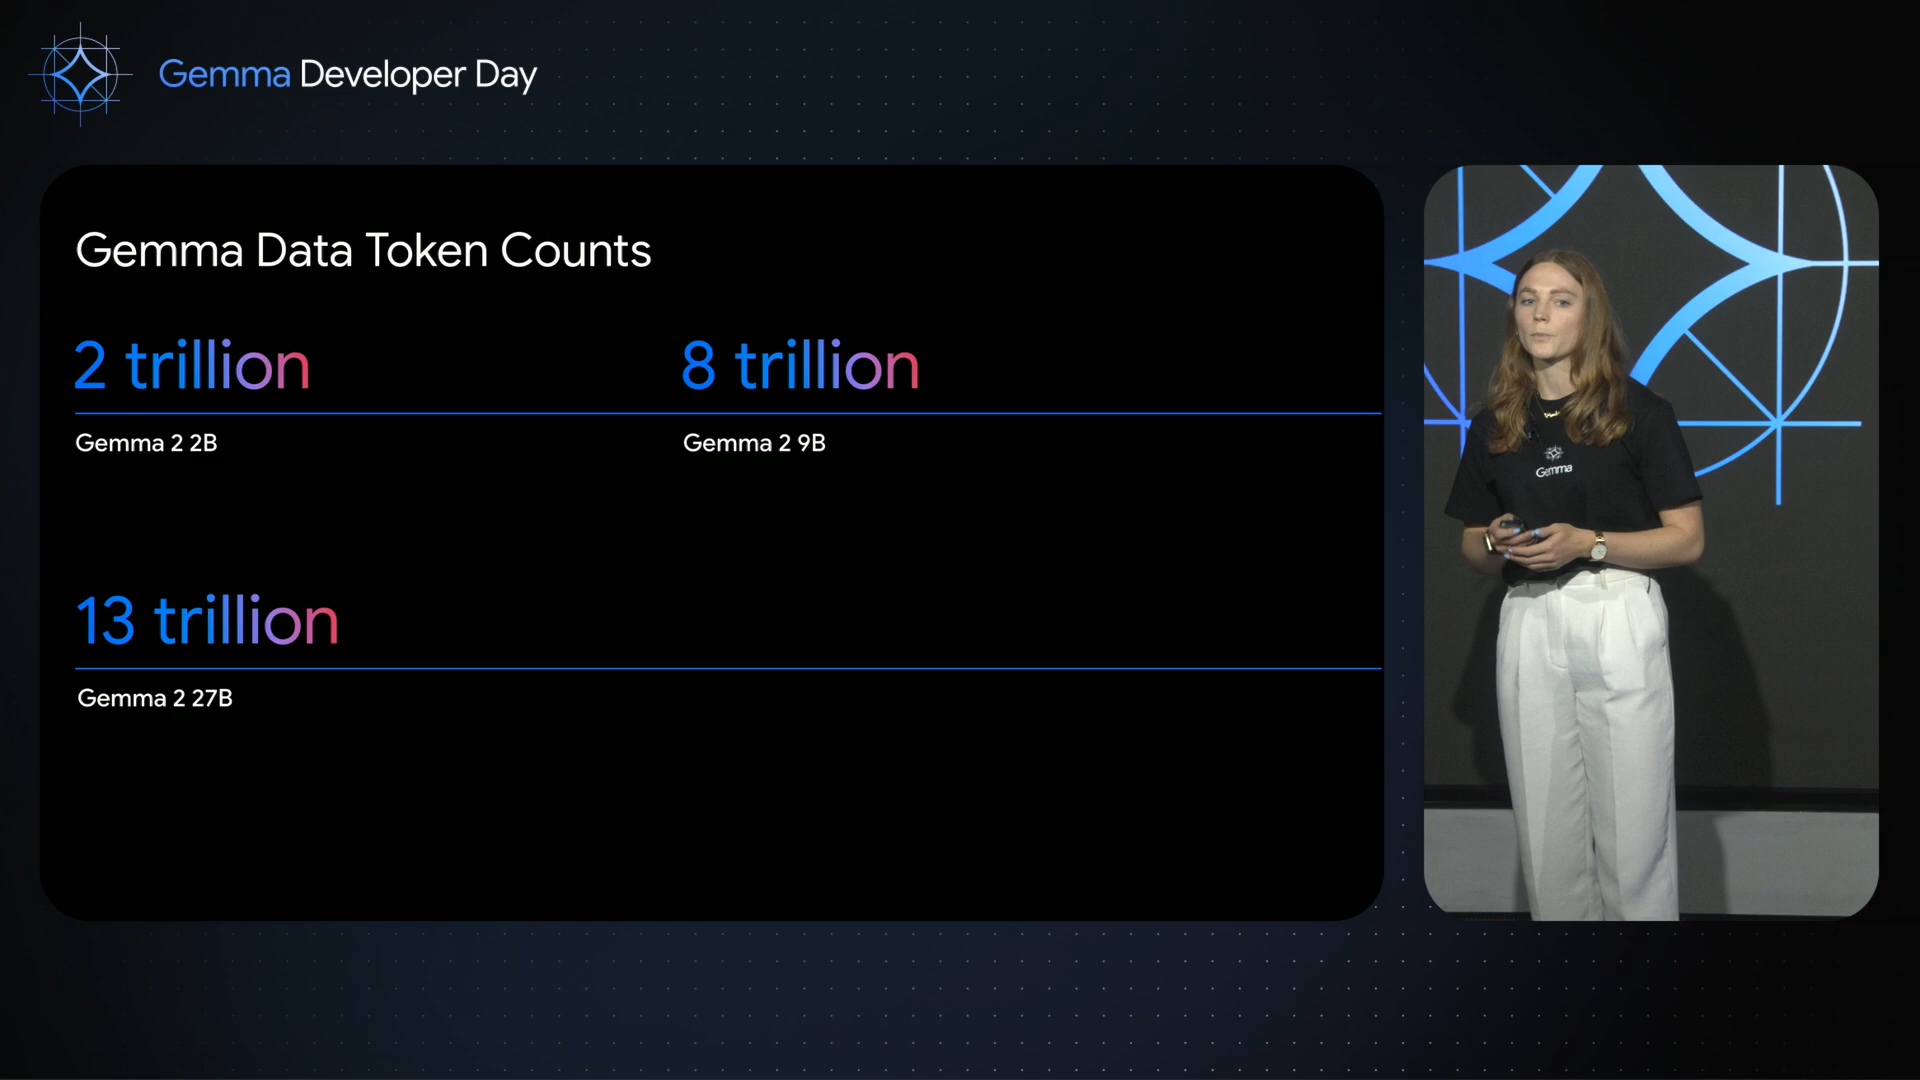 Gemma Developer Day
Gemma Data Token Counts
2 trillion
Gemma 2 2B
8 trillion
Gemma 2 9B
13 trillion
Gemma 2 27B
Gemma